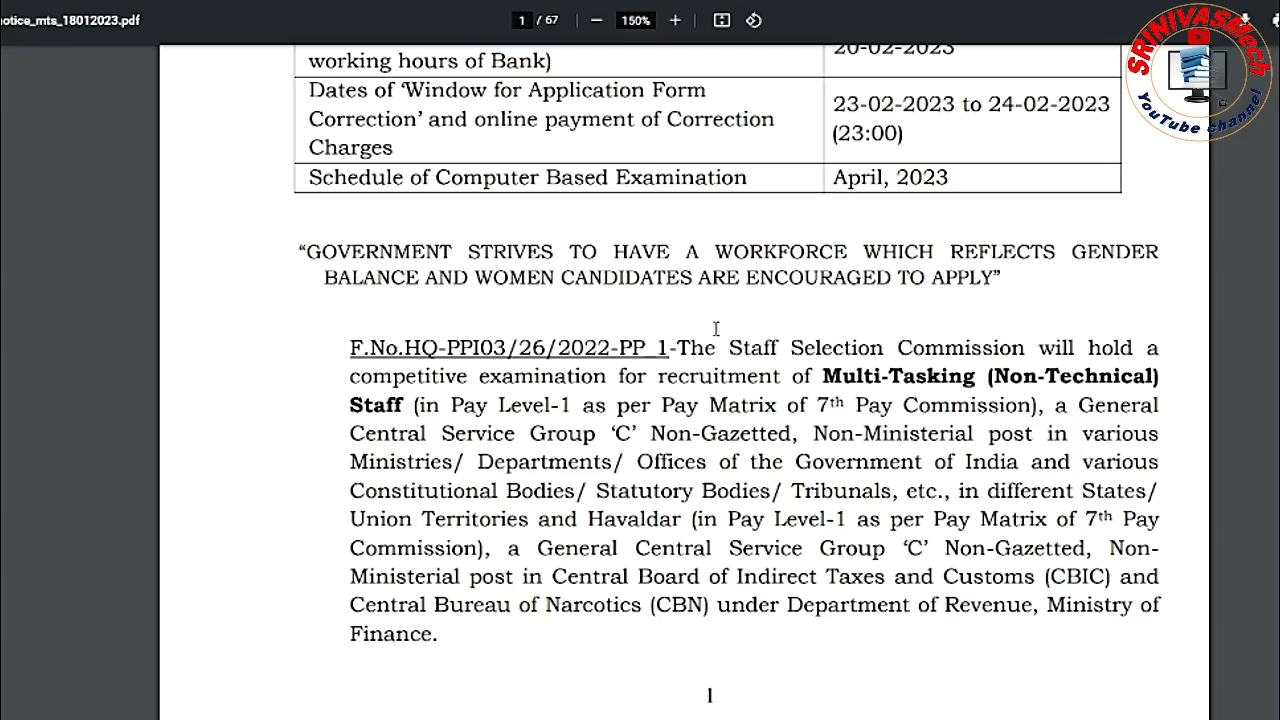 notice_mts_18012023.pdf
1 / 67
150%
SRINIVASMech
YouTube channel
working hours of Bank)
20-02-2023
Dates of ‘Window for Application Form
Correction’ and online payment of Correction
Charges
23-02-2023 to 24-02-2023
(23:00)
Schedule of Computer Based Examination
April, 2023
“GOVERNMENT STRIVES TO HAVE A WORKFORCE WHICH REFLECTS GENDER
BALANCE AND WOMEN CANDIDATES ARE ENCOURAGED TO APPLY”
F.No.HQ-PPI03/26/2022-PP_1-The Staff Selection Commission will hold a
competitive examination for recruitment of Multi-Tasking (Non-Technical)
Staff (in Pay Level-1 as per Pay Matrix of 7th Pay Commission), a General
Central Service Group ‘C’ Non-Gazetted, Non-Ministerial post in various
Ministries/ Departments/ Offices of the Government of India and various
Constitutional Bodies/ Statutory Bodies/ Tribunals, etc., in different States/
Union Territories and Havaldar (in Pay Level-1 as per Pay Matrix of 7th Pay
Commission), a General Central Service Group ‘C’ Non-Gazetted, Non-
Ministerial post in Central Board of Indirect Taxes and Customs (CBIC) and
Central Bureau of Narcotics (CBN) under Department of Revenue, Ministry of
Finance.
1